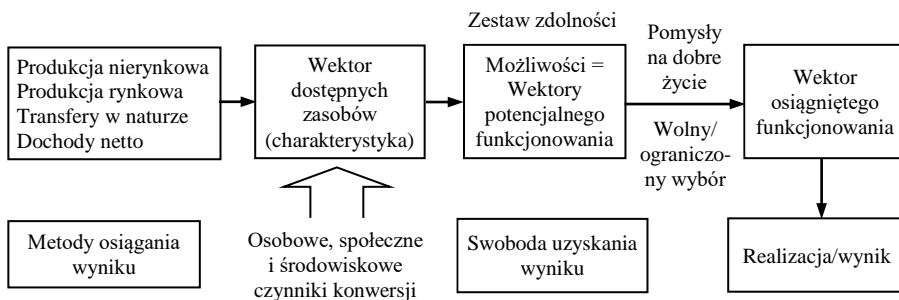 Zestaw zdolności
Produkcja nierynkowa
Produkcja rynkowa
Transfery w naturze
Dochody netto
Wektor
dostępnych
zasobów
(charakterystyka)
Możliwości =
Wektory
potencjalnego
funkcjonowania
Pomysły
na dobre
życie
Wolny/
ograniczo-
ny wybór
Wektor
osiągniętego
funkcjonowania
Metody osiągania
wyniku
Osobowe, społeczne
i środowiskowe
czynniki konwersji
Swoboda uzyskania
wyniku
Realizacja/wynik